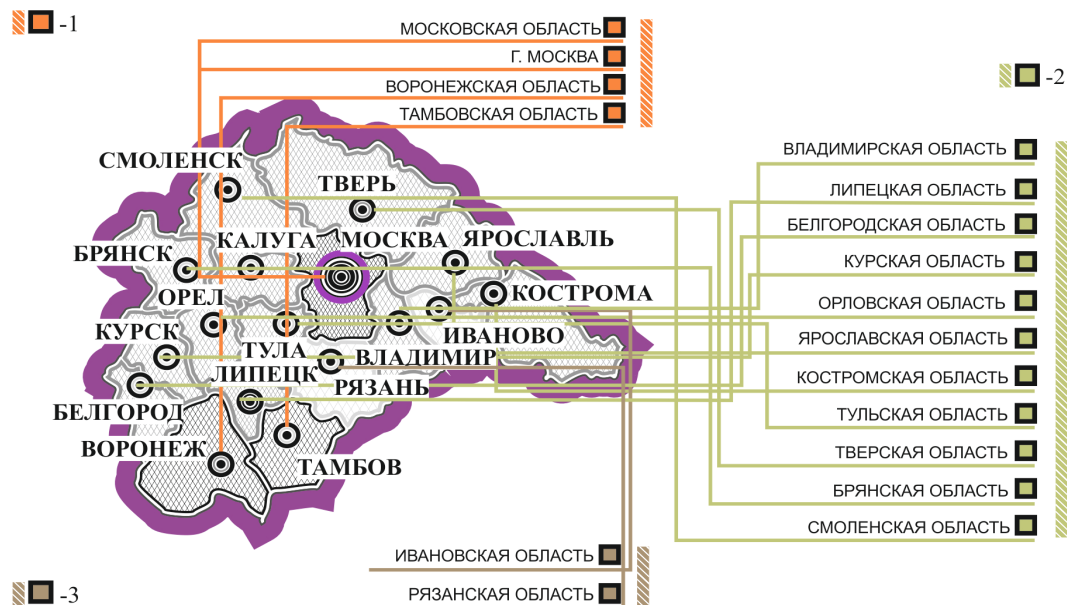 -1
МОСКОВСКАЯ ОБЛАСТЬ
Г. МОСКВА
ВОРОНЕЖСКАЯ ОБЛАСТЬ
ТАМБОВСКАЯ ОБЛАСТЬ
-2
ВЛАДИМИРСКАЯ ОБЛАСТЬ
ЛИПЕЦКАЯ ОБЛАСТЬ
БЕЛГОРОДСКАЯ ОБЛАСТЬ
КУРСКАЯ ОБЛАСТЬ
ОРЛОВСКАЯ ОБЛАСТЬ
ЯРОСЛАВСКАЯ ОБЛАСТЬ
КОСТРОМСКАЯ ОБЛАСТЬ
ТУЛЬСКАЯ ОБЛАСТЬ
ТВЕРСКАЯ ОБЛАСТЬ
БРЯНСКАЯ ОБЛАСТЬ
СМОЛЕНСКАЯ ОБЛАСТЬ
СМОЛЕНСК
ТВЕРЬ
БРЯНСК
КАЛУГА
МОСКВА
ЯРОСЛАВЛЬ
ОРЕЛ
КОСТРОМА
КУРСК
ТУЛА
ИВАНОВО
ВЛАДИМИР
ЛИПЕЦК
РЯЗАНЬ
БЕЛГОРОД
ВОРОНЕЖ
ТАМБОВ
ИВАНОВСКАЯ ОБЛАСТЬ
РЯЗАНСКАЯ ОБЛАСТЬ
-3